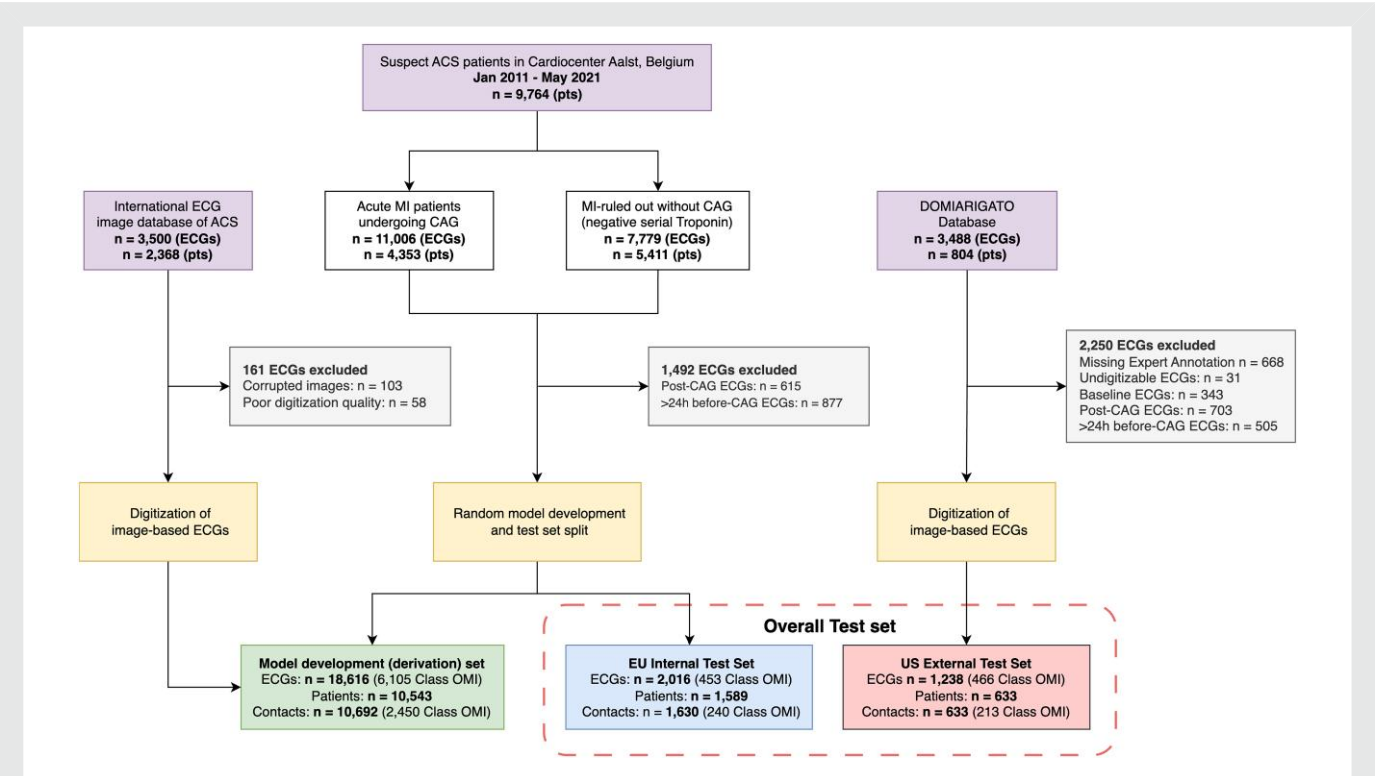 Suspect ACS patients in Cardiocenter Aalst, Belgium
Jan 2011 - May 2021
n = 9,764 (pts)
International ECG
image database of ACS
n = 3,500 (ECGs)
n = 2,368 (pts)
Acute MI patients
undergoing CAG
n = 11,006 (ECGs)
n = 4,353 (pts)
MI-ruled out without CAG
(negative serial Troponin)
n = 7,779 (ECGs)
n = 5,411 (pts)
DOMIARIGATO
Database
n = 3,488 (ECGs)
n = 804 (pts)
161 ECGs excluded
Corrupted images: n = 103
Poor digitization quality: n = 58
1,492 ECGs excluded
Post-CAG ECGs: n = 615
>24h before-CAG ECGs: n = 877
2,250 ECGs excluded
Missing Expert Annotation n = 668
Undigitizable ECGs: n = 31
Baseline ECGs: n = 343
Post-CAG ECGs: n = 703
>24h before-CAG ECGs: n = 505
Digitization of
image-based ECGs
Random model development
and test set split
Digitization of
image-based ECGs
Overall Test set
Model development (derivation) set
ECGs: n = 18,616 (6,105 Class OMI)
Patients: n = 10,543
Contacts: n = 10,692 (2,450 Class OMI)
EU Internal Test Set
ECGs: n = 2,016 (453 Class OMI)
Patients: n = 1,589
Contacts: n = 1,630 (240 Class OMI)
US External Test Set
ECGs n = 1,238 (466 Class OMI)
Patients: n = 633
Contacts: n = 633 (213 Class OMI)